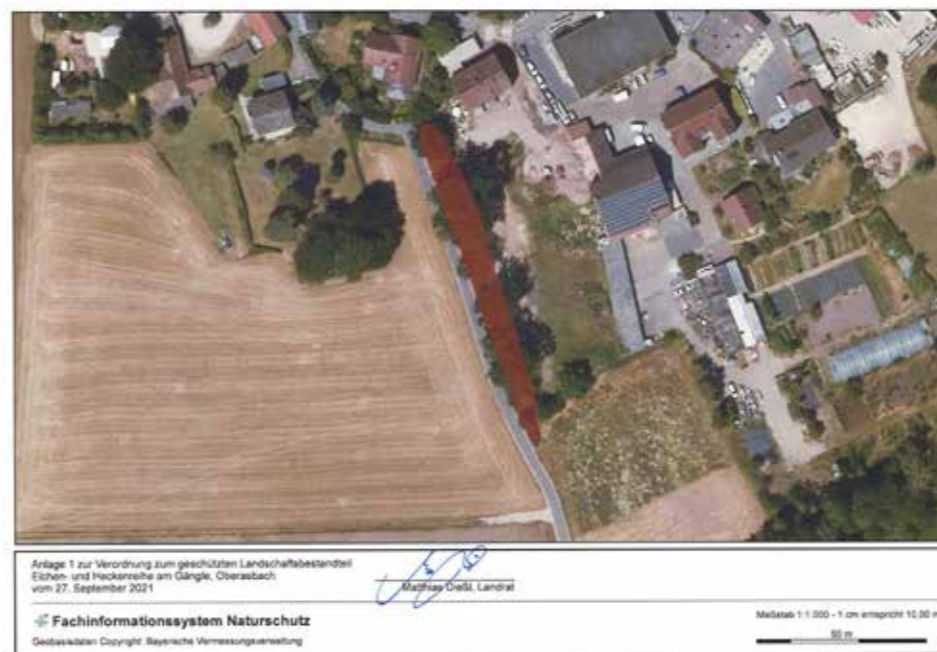 Anlage 1 zur Verordnung zum geschützten Landschaftsbestandteil
Eichen- und Heckenreihe am Gängle, Oberasbach
vom 27. September 2021
Matthias Dießl, Landrat
Fachinformationssystem Naturschutz
Geobasisdaten Copyright: Bayerische Vermessungsverwaltung
Maßstab 1:1.000 - 1 cm entspricht 10,00 m
50 m